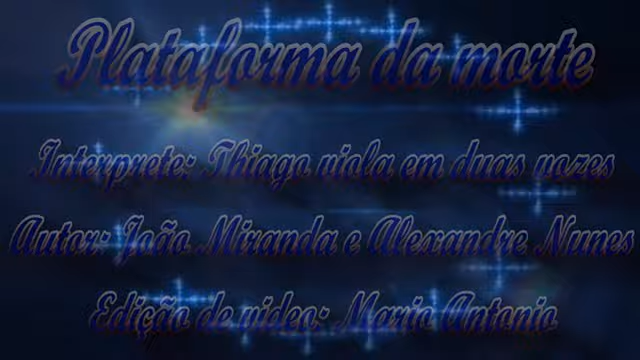 Plataforma da morte
Interprete: Thiago viola em duas vozes
Autor: João Miranda e Alexandre Nunes
Edição de video: Mario Antonio